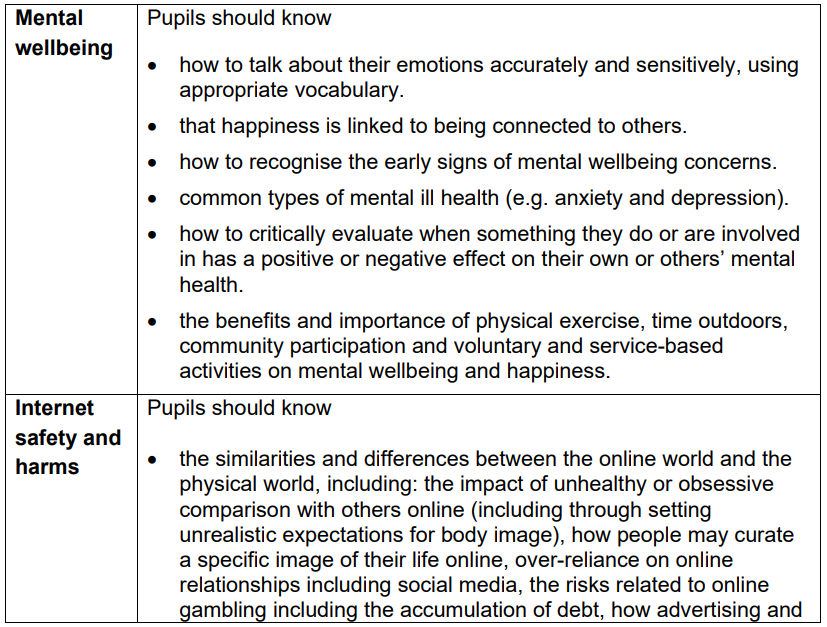 Mental
wellbeing
Pupils should know
• how to talk about their emotions accurately and sensitively, using
appropriate vocabulary.
• that happiness is linked to being connected to others.
• how to recognise the early signs of mental wellbeing concerns.
• common types of mental ill health (e.g. anxiety and depression).
• how to critically evaluate when something they do or are involved
in has a positive or negative effect on their own or others’ mental
health.
• the benefits and importance of physical exercise, time outdoors,
community participation and voluntary and service-based
activities on mental wellbeing and happiness.
Internet
safety and
harms
Pupils should know
• the similarities and differences between the online world and the
physical world, including: the impact of unhealthy or obsessive
comparison with others online (including through setting
unrealistic expectations for body image), how people may curate
a specific image of their life online, over-reliance on online
relationships including social media, the risks related to online
gambling including the accumulation of debt, how advertising and